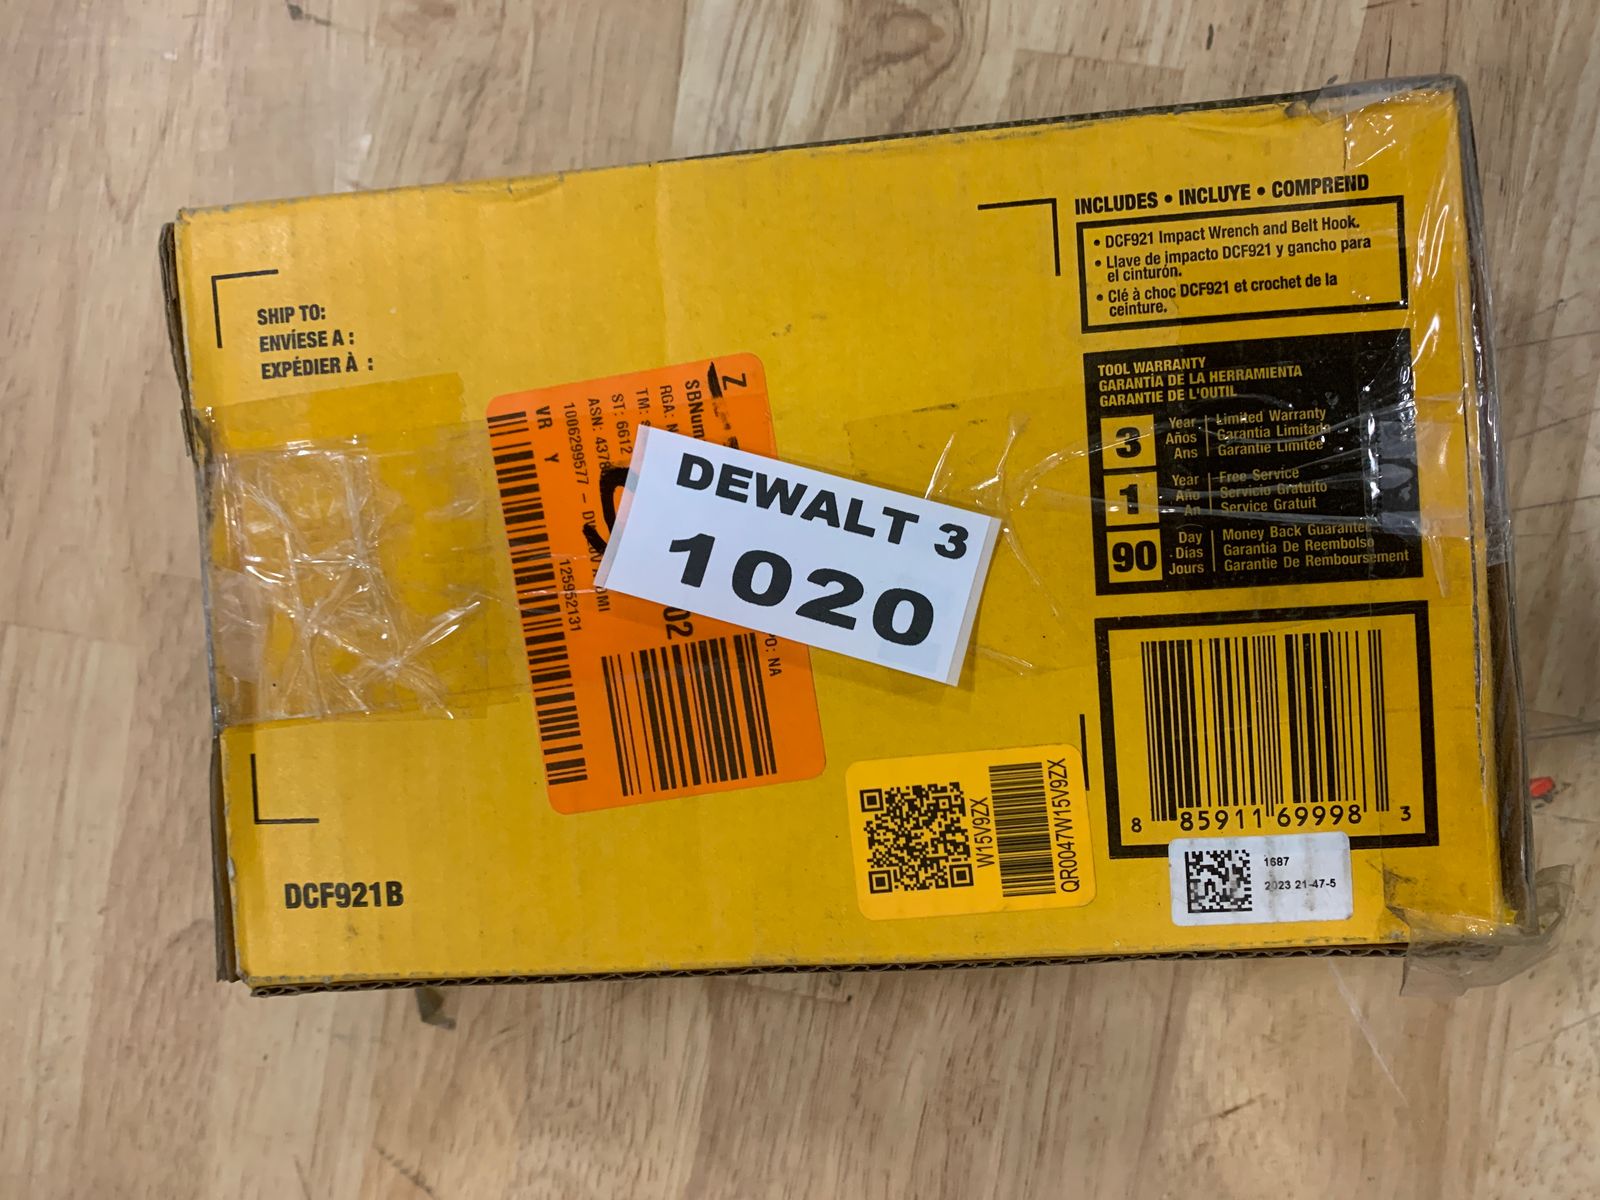 INCLUDES • INCLUYE • COMPREND
• DCF921 Impact Wrench and Belt Hook.
• Llave de impacto DCF921 y gancho para
el cinturón.
• Clé à choc DCF921 et crochet de la
ceinture.
SHIP TO:
ENVÍESE A :
EXPÉDIER À :
TOOL WARRANTY
GARANTÍA DE LA HERRAMIENTA
GARANTIE DE L'OUTIL
3
Year
Años
Ans
Limited Warranty
Garantía Limitada
Garantie Limitée
1
Year
Año
An
Free Service
Servicio Gratuito
Service Gratuit
90
Day
Días
Jours
Money Back Guarantee
Garantía De Reembolso
Garantie De Remboursement
Z
SBNum
RGA:
TM:
ST: 6612
ASN:
1006299577 –
VR Y
125952131
02
PO: NA
DEWALT 3
1020
8 85911 69998 3
W15V9ZX
QR0047W15V9ZX
1687
2023 21-47-5
DCF921B